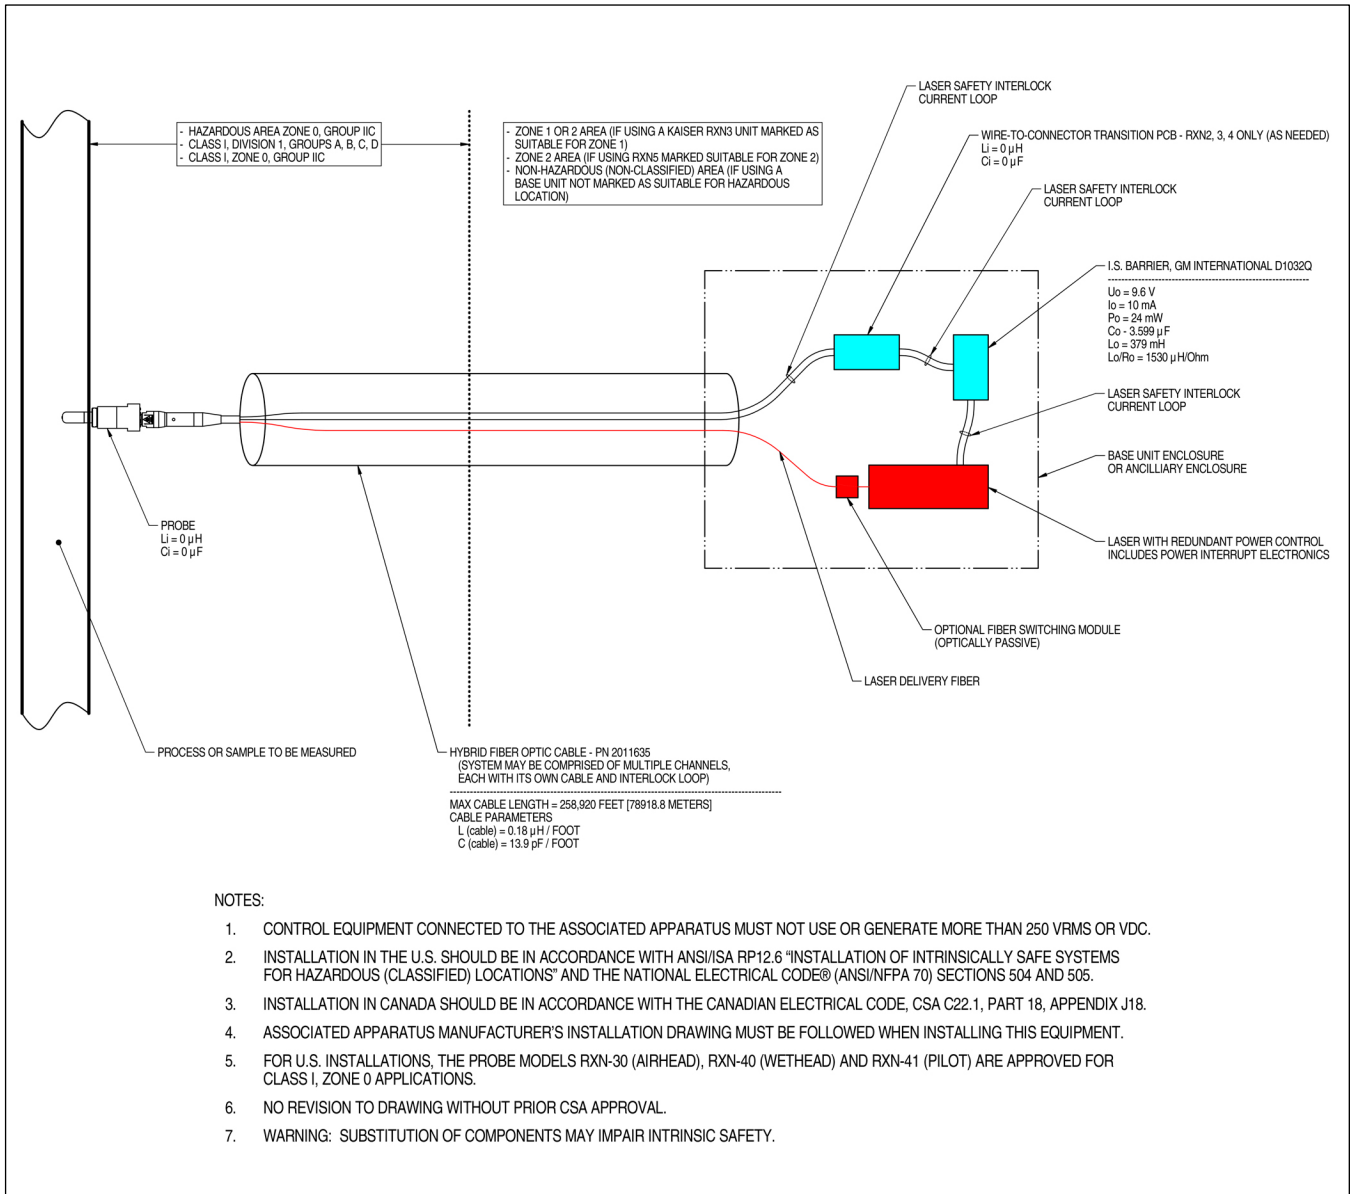 LASER SAFETY INTERLOCK
CURRENT LOOP
- HAZARDOUS AREA ZONE 0, GROUP IIC
- CLASS I, DIVISION 1, GROUPS A, B, C, D
- CLASS I, ZONE 0, GROUP IIC
- ZONE 1 OR 2 AREA (IF USING A KAISER RXN3 UNIT MARKED AS
SUITABLE FOR ZONE 1)
- ZONE 2 AREA (IF USING RXN5 MARKED SUITABLE FOR ZONE 2)
- NON-HAZARDOUS (NON-CLASSIFIED) AREA (IF USING A
BASE UNIT NOT MARKED AS SUITABLE FOR HAZARDOUS
LOCATION)
WIRE-TO-CONNECTOR TRANSITION PCB - RXN2, 3, 4 ONLY (AS NEEDED)
Li = 0 µH
Ci = 0 µF
LASER SAFETY INTERLOCK
CURRENT LOOP
I.S. BARRIER, GM INTERNATIONAL D1032Q
Uo = 9.6 V
Io = 10 mA
Po = 24 mW
Co - 3.599 µF
Lo = 379 mH
Lo/Ro = 1530 µH/Ohm
LASER SAFETY INTERLOCK
CURRENT LOOP
BASE UNIT ENCLOSURE
OR ANCILLIARY ENCLOSURE
PROBE
Li = 0 µH
Ci = 0 µF
LASER WITH REDUNDANT POWER CONTROL
INCLUDES POWER INTERRUPT ELECTRONICS
OPTIONAL FIBER SWITCHING MODULE
(OPTICALLY PASSIVE)
LASER DELIVERY FIBER
PROCESS OR SAMPLE TO BE MEASURED
HYBRID FIBER OPTIC CABLE - PN 2011635
(SYSTEM MAY BE COMPRISED OF MULTIPLE CHANNELS,
EACH WITH ITS OWN CABLE AND INTERLOCK LOOP)
MAX CABLE LENGTH = 258,920 FEET [78918.8 METERS]
CABLE PARAMETERS
L (cable) = 0.18 µH / FOOT
C (cable) = 13.9 pF / FOOT
NOTES:
1. CONTROL EQUIPMENT CONNECTED TO THE ASSOCIATED APPARATUS MUST NOT USE OR GENERATE MORE THAN 250 VRMS OR VDC.
2. INSTALLATION IN THE U.S. SHOULD BE IN ACCORDANCE WITH ANSI/ISA RP12.6 “INSTALLATION OF INTRINSICALLY SAFE SYSTEMS
FOR HAZARDOUS (CLASSIFIED) LOCATIONS” AND THE NATIONAL ELECTRICAL CODE® (ANSI/NFPA 70) SECTIONS 504 AND 505.
3. INSTALLATION IN CANADA SHOULD BE IN ACCORDANCE WITH THE CANADIAN ELECTRICAL CODE, CSA C22.1, PART 18, APPENDIX J18.
4. ASSOCIATED APPARATUS MANUFACTURER'S INSTALLATION DRAWING MUST BE FOLLOWED WHEN INSTALLING THIS EQUIPMENT.
5. FOR U.S. INSTALLATIONS, THE PROBE MODELS RXN-30 (AIRHEAD), RXN-40 (WETHEAD) AND RXN-41 (PILOT) ARE APPROVED FOR
CLASS I, ZONE 0 APPLICATIONS.
6. NO REVISION TO DRAWING WITHOUT PRIOR CSA APPROVAL.
7. WARNING: SUBSTITUTION OF COMPONENTS MAY IMPAIR INTRINSIC SAFETY.